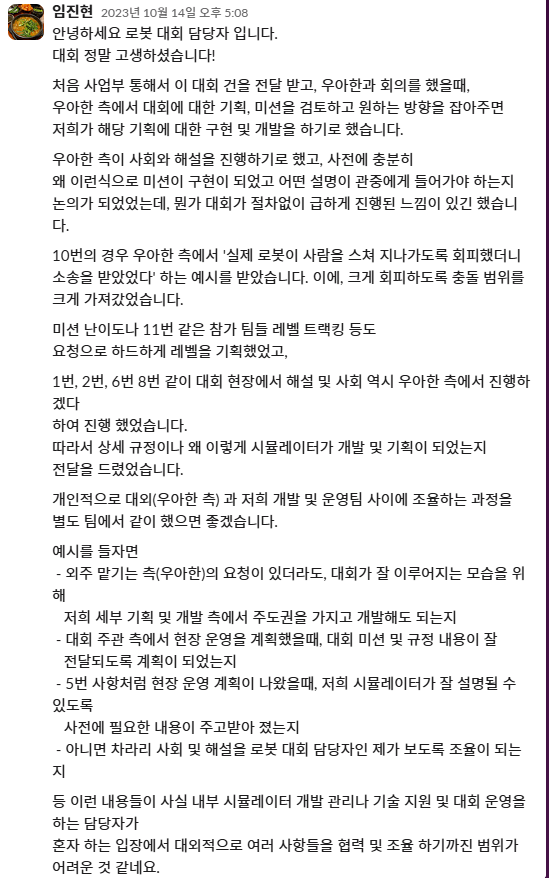 임진현 2023년 10월 14일 오후 5:08
안녕하세요 로봇 대회 담당자 입니다.
대회 정말 고생하셨습니다!
처음 사업부 통해서 이 대회 건을 전달 받고, 우아한과 회의를 했을때,
우아한 측에서 대회에 대한 기획, 미션을 검토하고 원하는 방향을 잡아주면
저희가 해당 기획에 대한 구현 및 개발을 하기로 했습니다.
우아한 측이 사회와 해설을 진행하기로 했고, 사전에 충분히
왜 이런식으로 미션이 구현이 되었고 어떤 설명이 관중에게 들어가야 하는지
논의가 되었었는데, 뭔가 대회가 절차없이 급하게 진행된 느낌이 있긴 했습니
다.
10번의 경우 우아한 측에서 '실제 로봇이 사람을 스쳐 지나가도록 회피했더니
소송을 받았었다' 하는 예시를 받았습니다. 이에, 크게 회피하도록 충돌 범위를
크게 가져갔었습니다.
미션 난이도나 11번 같은 참가 팀들 레벨 트랙킹 등도
요청으로 하드하게 레벨을 기획했었고,
1번, 2번, 6번 8번 같이 대회 현장에서 해설 및 사회 역시 우아한 측에서 진행하
겠다
하여 진행 했었습니다.
따라서 상세 규정이나 왜 이렇게 시뮬레이터가 개발 및 기획이 되었는지
전달을 드렸었습니다.
개인적으로 대외(우아한 측) 과 저희 개발 및 운영팀 사이에 조율하는 과정을
별도 팀에서 같이 했으면 좋겠습니다.
예시를 들자면
- 외주 맡기는 측(우아한)의 요청이 있더라도, 대회가 잘 이루어지는 모습을 위
해
저희 세부 기획 및 개발 측에서 주도권을 가지고 개발해도 되는지
- 대회 주관 측에서 현장 운영을 계획했을때, 대회 미션 및 규정 내용이 잘
전달되도록 계획이 되었는지
- 5번 사항처럼 현장 운영 계획이 나왔을때, 저희 시뮬레이터가 잘 설명될 수
있도록
사전에 필요한 내용이 주고받아 졌는지
- 아니면 차라리 사회 및 해설을 로봇 대회 담당자인 제가 보도록 조율이 되는
지
등 이런 내용들이 사실 내부 시뮬레이터 개발 관리나 기술 지원 및 대회 운영을
하는 담당자가
혼자 하는 입장에서 대외적으로 여러 사항들을 협력 및 조율 하기까진 범위가
어려운 것 같네요.